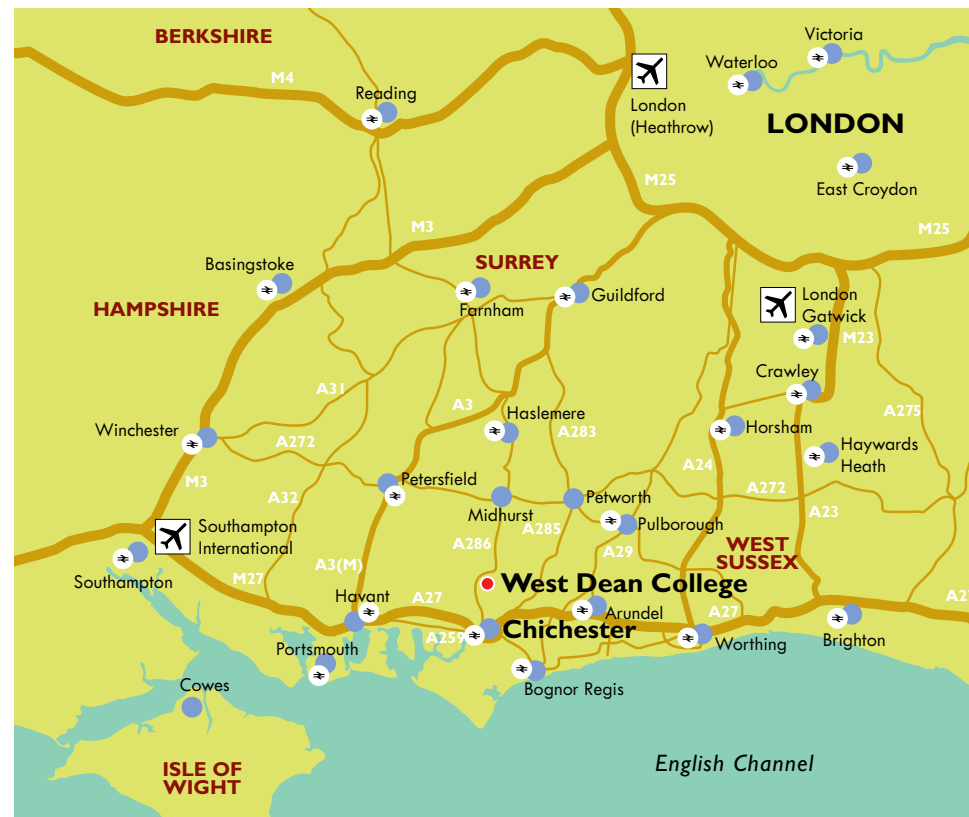 BERKSHIRE
Victoria
Waterloo
M4
Reading
London
(Heathrow)
LONDON
East Croydon
M25
M3
M25
Basingstoke
SURREY
HAMPSHIRE
Farnham
Guildford
London
Gatwick
M23
Crawley
A31
A3
Haslemere
A275
Winchester
A272
A283
Horsham
Haywards
Heath
A24
M3
Petersfield
A272
A32
Midhurst
Petworth
A23
Southampton
International
A285
Pulborough
A286
A29
WEST
SUSSEX
Southampton
M27
A3(M)
West Dean College
Havant
A27
Arundel
A27
A259
Chichester
Worthing
Brighton
Portsmouth
Cowes
Bognor Regis
ISLE OF
WIGHT
English Channel